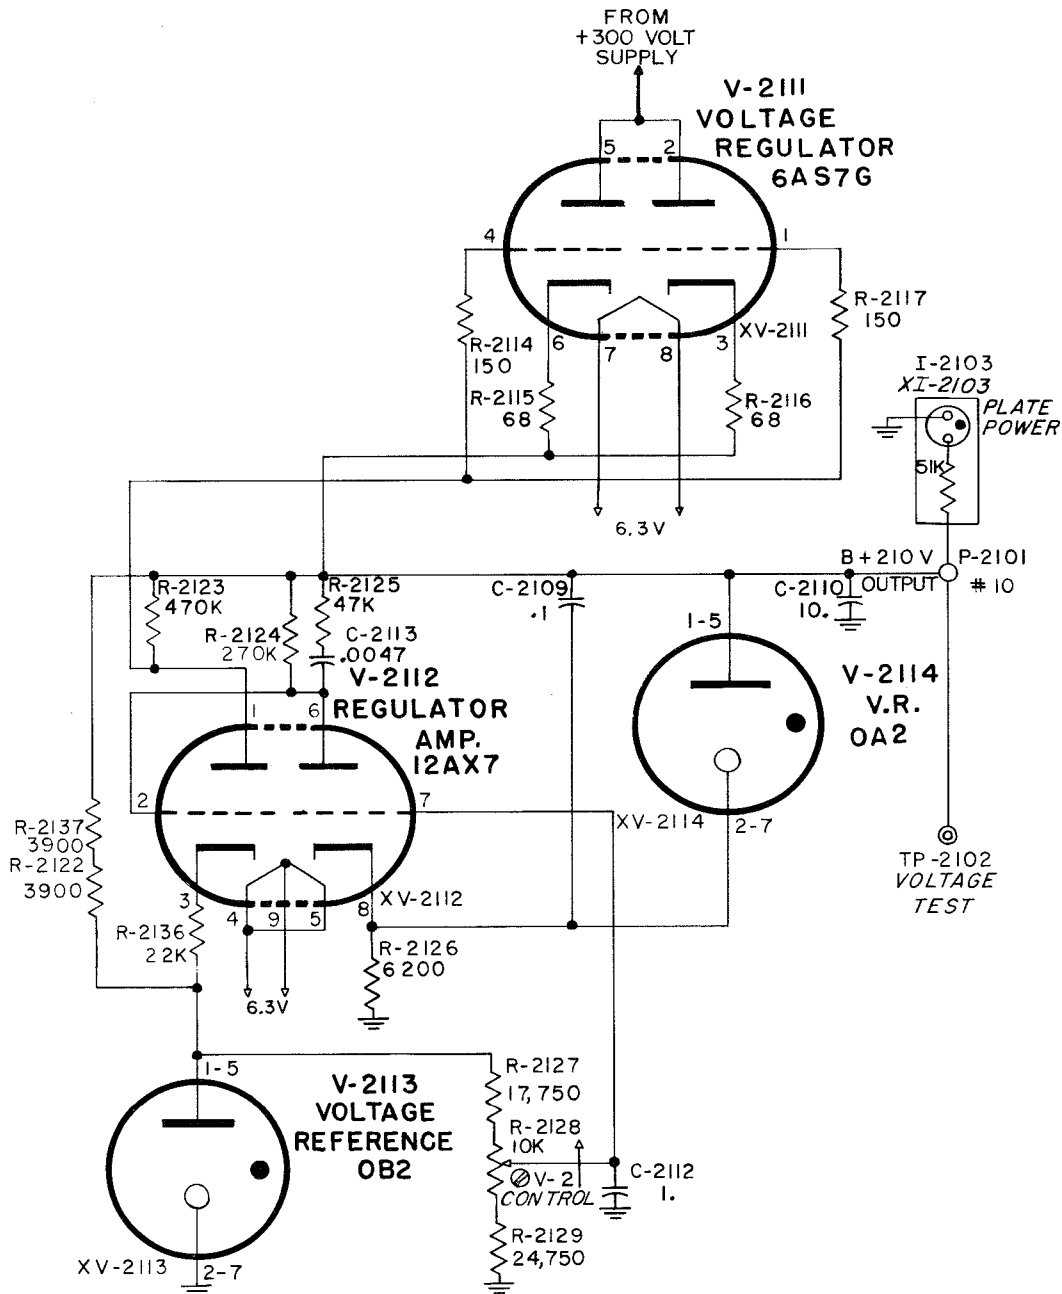 FROM
+300 VOLT
SUPPLY
V-2111
VOLTAGE
REGULATOR
6AS7G
5 2
4 1
R-2117
150
XV-2111
6 7 8 3
R-2114
150
R-2115
68
R-2116
68
I-2103
XI-2103
PLATE
POWER
51K
6.3V
B+210 V
OUTPUT
P-2101
# 10
R-2123
470K
R-2125
47K
C-2109
.1
C-2110
10.
R-2124
270K
C-2113
.0047
1-5
V-2114
V.R.
OA2
V-2112
REGULATOR
AMP.
12AX7
1 6
2 7
R-2137
3900
R-2122
3900
XV-2114
2-7
TP-2102
VOLTAGE
TEST
3 4 9 5 8
XV-2112
R-2136
22K
R-2126
6200
6.3V
1-5
V-2113
VOLTAGE
REFERENCE
OB2
R-2127
17,750
R-2128
10K
V-2
CONTROL
C-2112
1.
R-2129
24,750
XV-2113
2-7